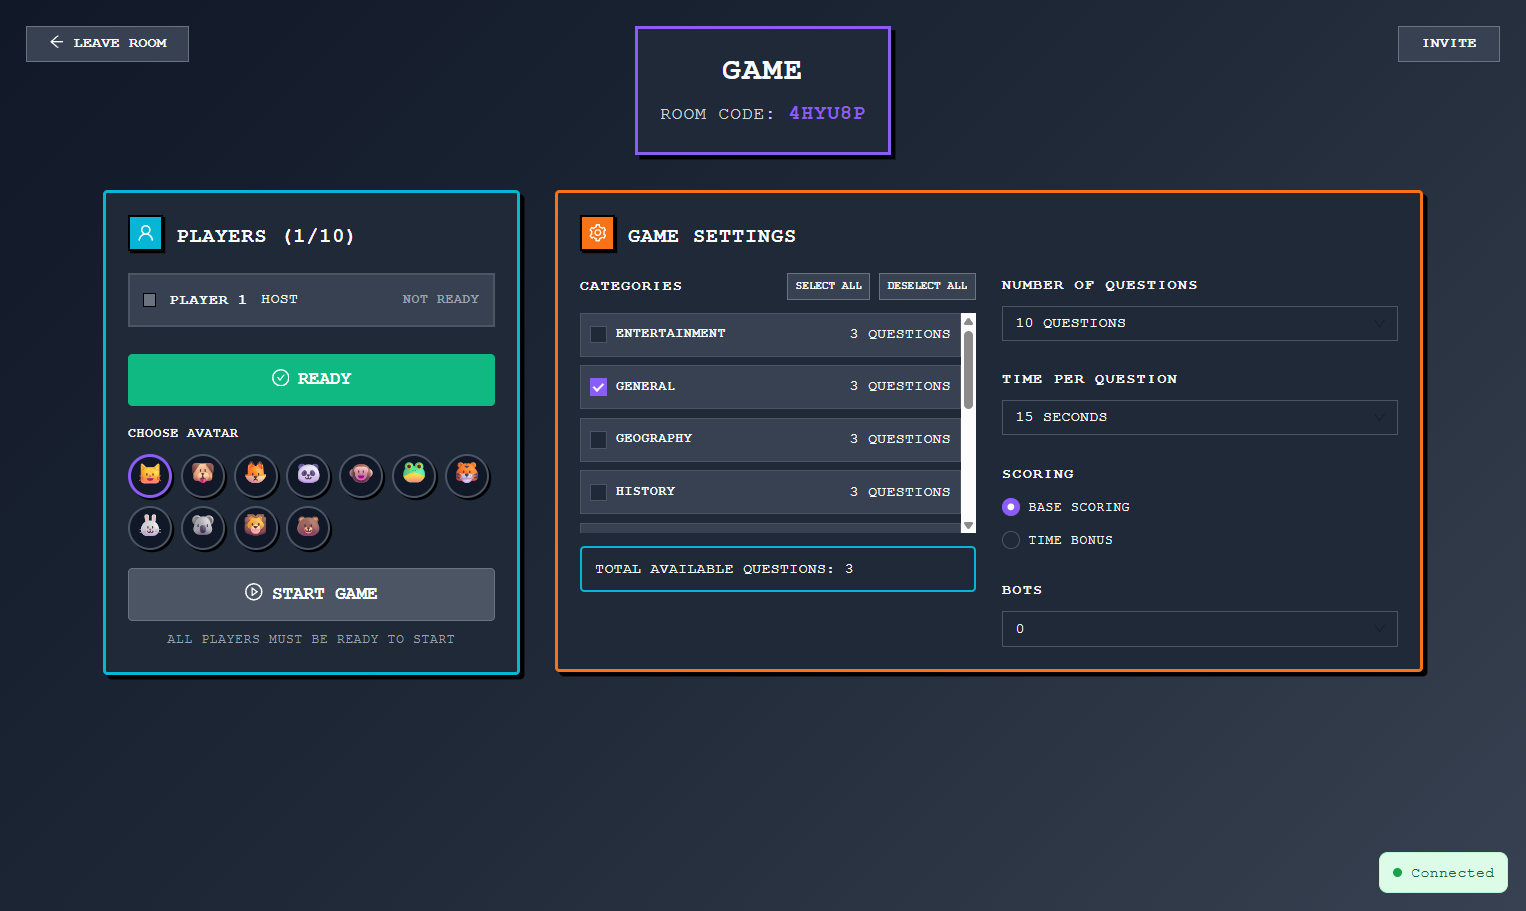 LEAVE ROOM
GAME
ROOM CODE: 4HYU8P
INVITE
PLAYERS (1/10)
PLAYER 1 HOST NOT READY
READY
CHOOSE AVATAR
START GAME
ALL PLAYERS MUST BE READY TO START
GAME SETTINGS
CATEGORIES SELECT ALL DESELECT ALL
ENTERTAINMENT 3 QUESTIONS
GENERAL 3 QUESTIONS
GEOGRAPHY 3 QUESTIONS
HISTORY 3 QUESTIONS
TOTAL AVAILABLE QUESTIONS: 3
NUMBER OF QUESTIONS
10 QUESTIONS
TIME PER QUESTION
15 SECONDS
SCORING
BASE SCORING
TIME BONUS
BOTS
0
Connected